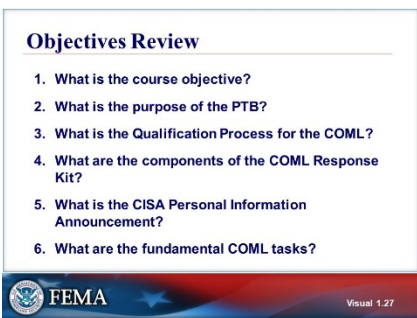 Objectives Review
1. What is the course objective?
2. What is the purpose of the PTB?
3. What is the Qualification Process for the COML?
4. What are the components of the COML Response
Kit?
5. What is the CISA Personal Information
Announcement?
6. What are the fundamental COML tasks?
FEMA
Visual 1.27